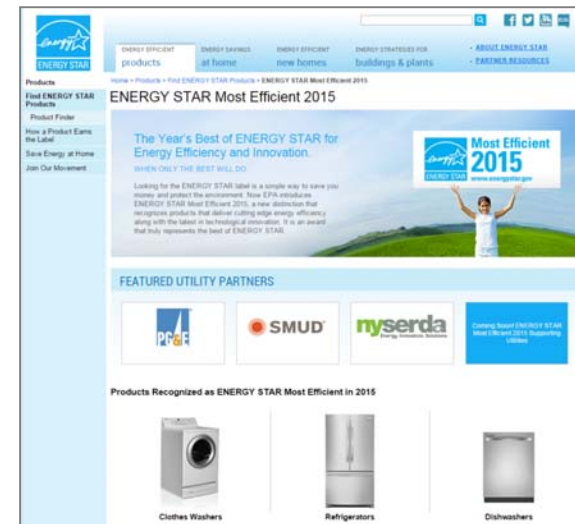 energy
ENERGY STAR
ENERGY EFFICIENT
products
ENERGY SAVINGS
at home
ENERGY EFFICIENT
new homes
ENERGY STRATEGIES FOR
buildings & plants
ABOUT ENERGY STAR
PARTNER RESOURCES
Home » Products » Find ENERGY STAR Products » ENERGY STAR Most Efficient 2015
Products
Find ENERGY STAR
Products
Product Finder
How a Product Earns
the Label
Save Energy at Home
Join Our Movement
ENERGY STAR Most Efficient 2015
The Year's Best of ENERGY STAR for
Energy Efficiency and Innovation.
WHEN ONLY THE BEST WILL DO
Looking for the ENERGY STAR label is a simple way to save you
money and protect the environment. Now EPA introduces
ENERGY STAR Most Efficient 2015, a new distinction that
recognizes products that deliver cutting edge energy efficiency
along with the latest in technological innovation. It is an award
that truly represents the best of ENERGY STAR.
energy
ENERGY STAR
Most Efficient
2015
www.energystar.gov
FEATURED UTILITY PARTNERS
PG&E
SMUD
nyserda
Energy. Innovation. Solutions.
Coming Soon! ENERGY STAR
Most Efficient 2015 Supporting
Utilities
Products Recognized as ENERGY STAR Most Efficient in 2015
Clothes Washers
Refrigerators
Dishwashers